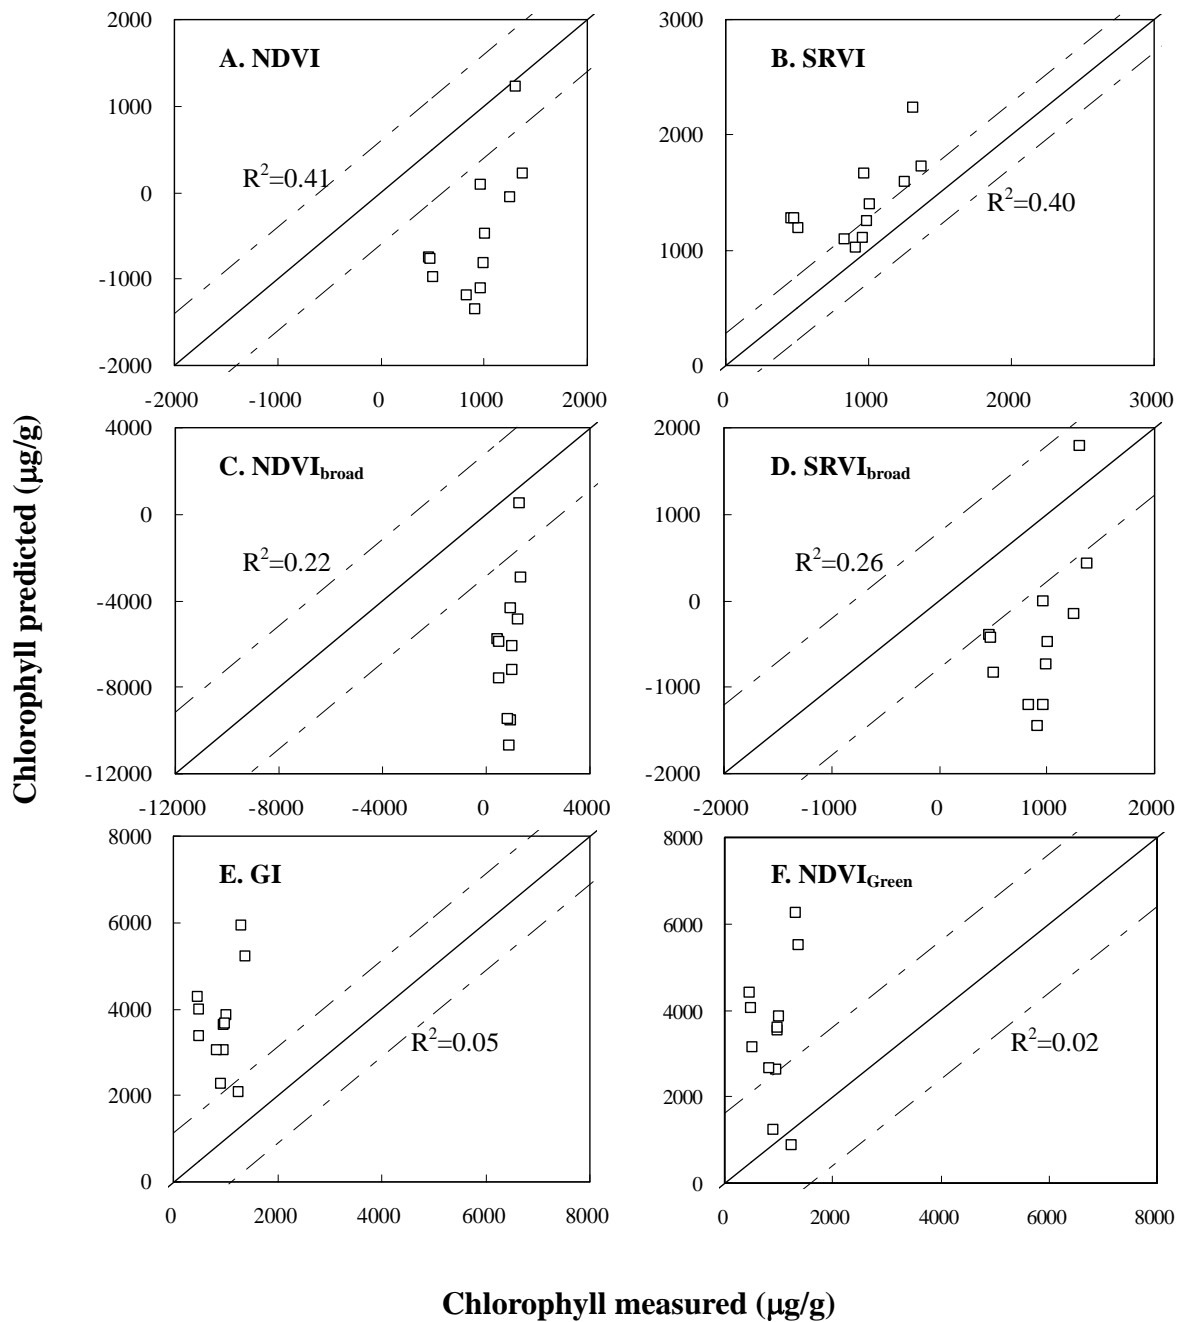 A. NDVI
R²=0.41
2000
1000
0
-1000
-2000
-2000 -1000 0 1000 2000
B. SRVI
R²=0.40
3000
2000
1000
0
0 1000 2000 3000
C. NDVIbroad
R²=0.22
4000
0
-4000
-8000
-12000
-12000 -8000 -4000 0 4000
D. SRVIbroad
R²=0.26
2000
1000
0
-1000
-2000
-2000 -1000 0 1000 2000
E. GI
R²=0.05
8000
6000
4000
2000
0
0 2000 4000 6000 8000
F. NDVIGreen
R²=0.02
8000
6000
4000
2000
0
0 2000 4000 6000 8000
Chlorophyll predicted (μg/g)
Chlorophyll measured (μg/g)